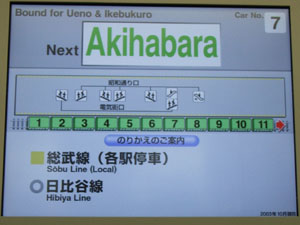 Bound for Ueno & Ikebukuro
Car No. 7
Next Akihabara
昭和通り口
電気街口
1 2 3 4 5 6 7 8 9 10 11
のりかえのご案内
総武線（各駅停車）
Sōbu Line (Local)
日比谷線
Hibiya Line